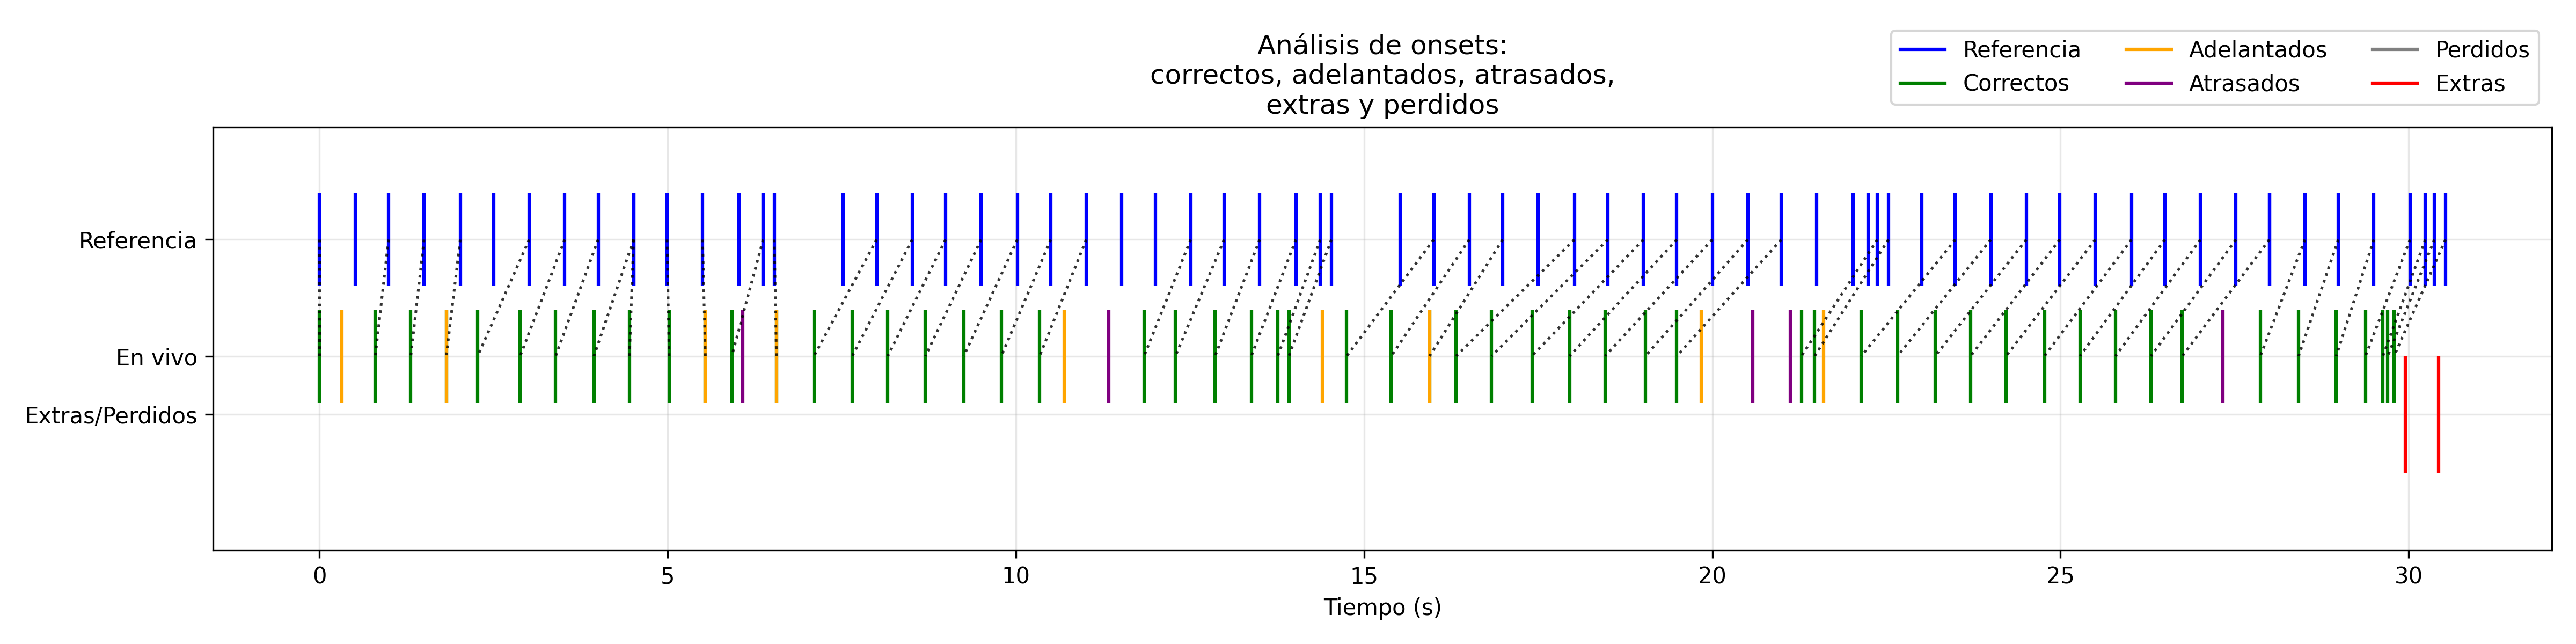 Análisis de onsets:
correctos, adelantados, atrasados,
extras y perdidos
Referencia
Correctos
Adelantados
Atrasados
Perdidos
Extras
Referencia
En vivo
Extras/Perdidos
0
5
10
15
20
25
30
Tiempo (s)